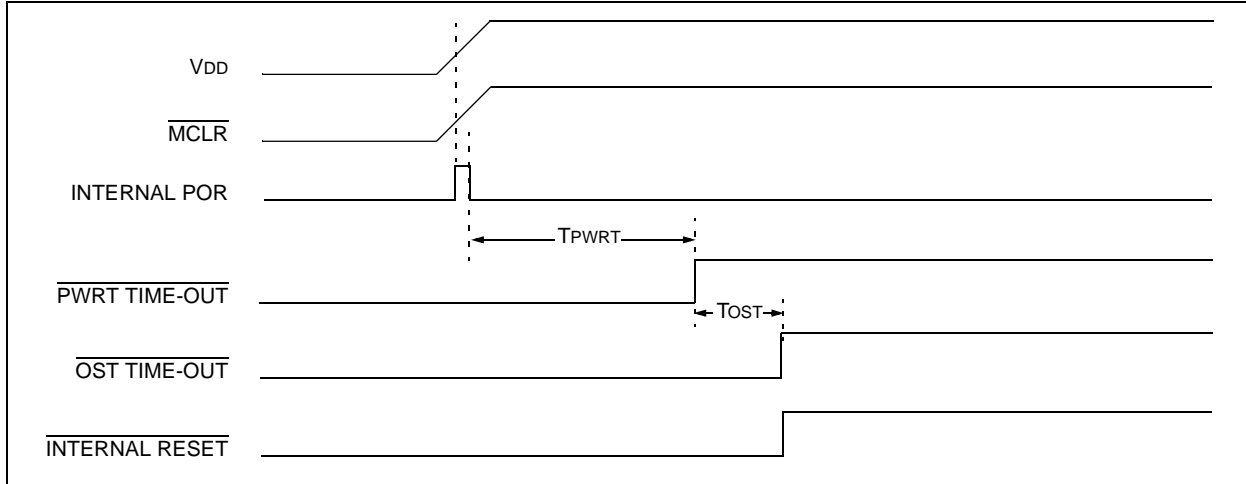 VDD
MCLR
INTERNAL POR
TPWRT
PWRT TIME-OUT
TOST
OST TIME-OUT
INTERNAL RESET